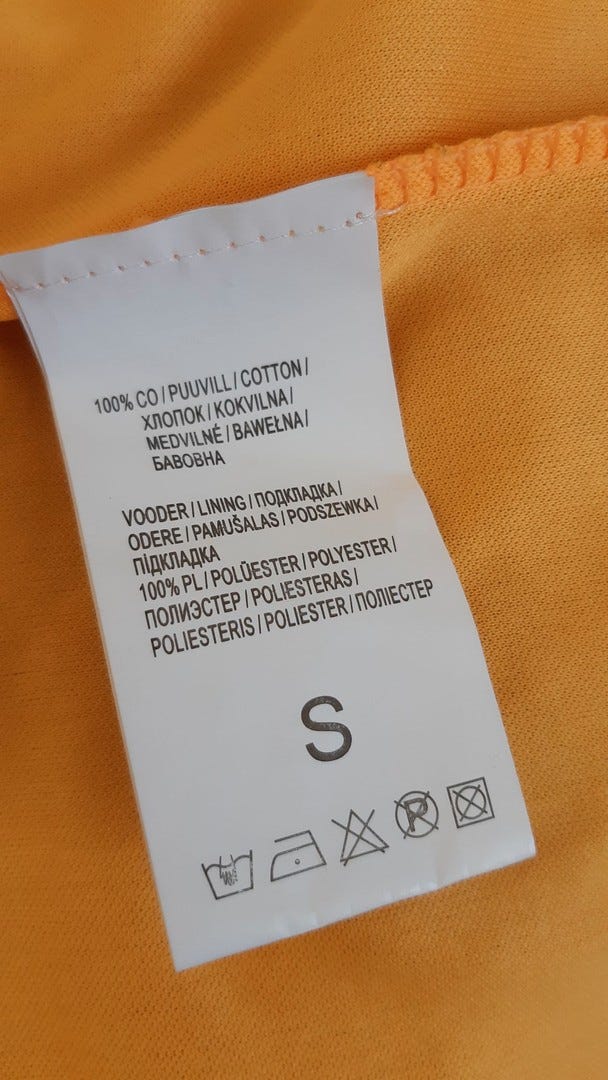 100% CO / PUUVILL / COTTON /
ХЛОПОК / KOKVILNA /
MEDVILNĖ / BAWEŁNA /
БАВОВНА
VOODER / LINING / ПОДКЛАДКА /
ODERE / PAMUŠALAS / PODSZEWKA /
ПІДКЛАДКА
100% PL / POLÜESTER / POLYESTER /
ПОЛИЭСТЕР / POLIESTERAS /
POLIESTERIS / POLIESTER / ПОЛІЕСТЕР
S
P